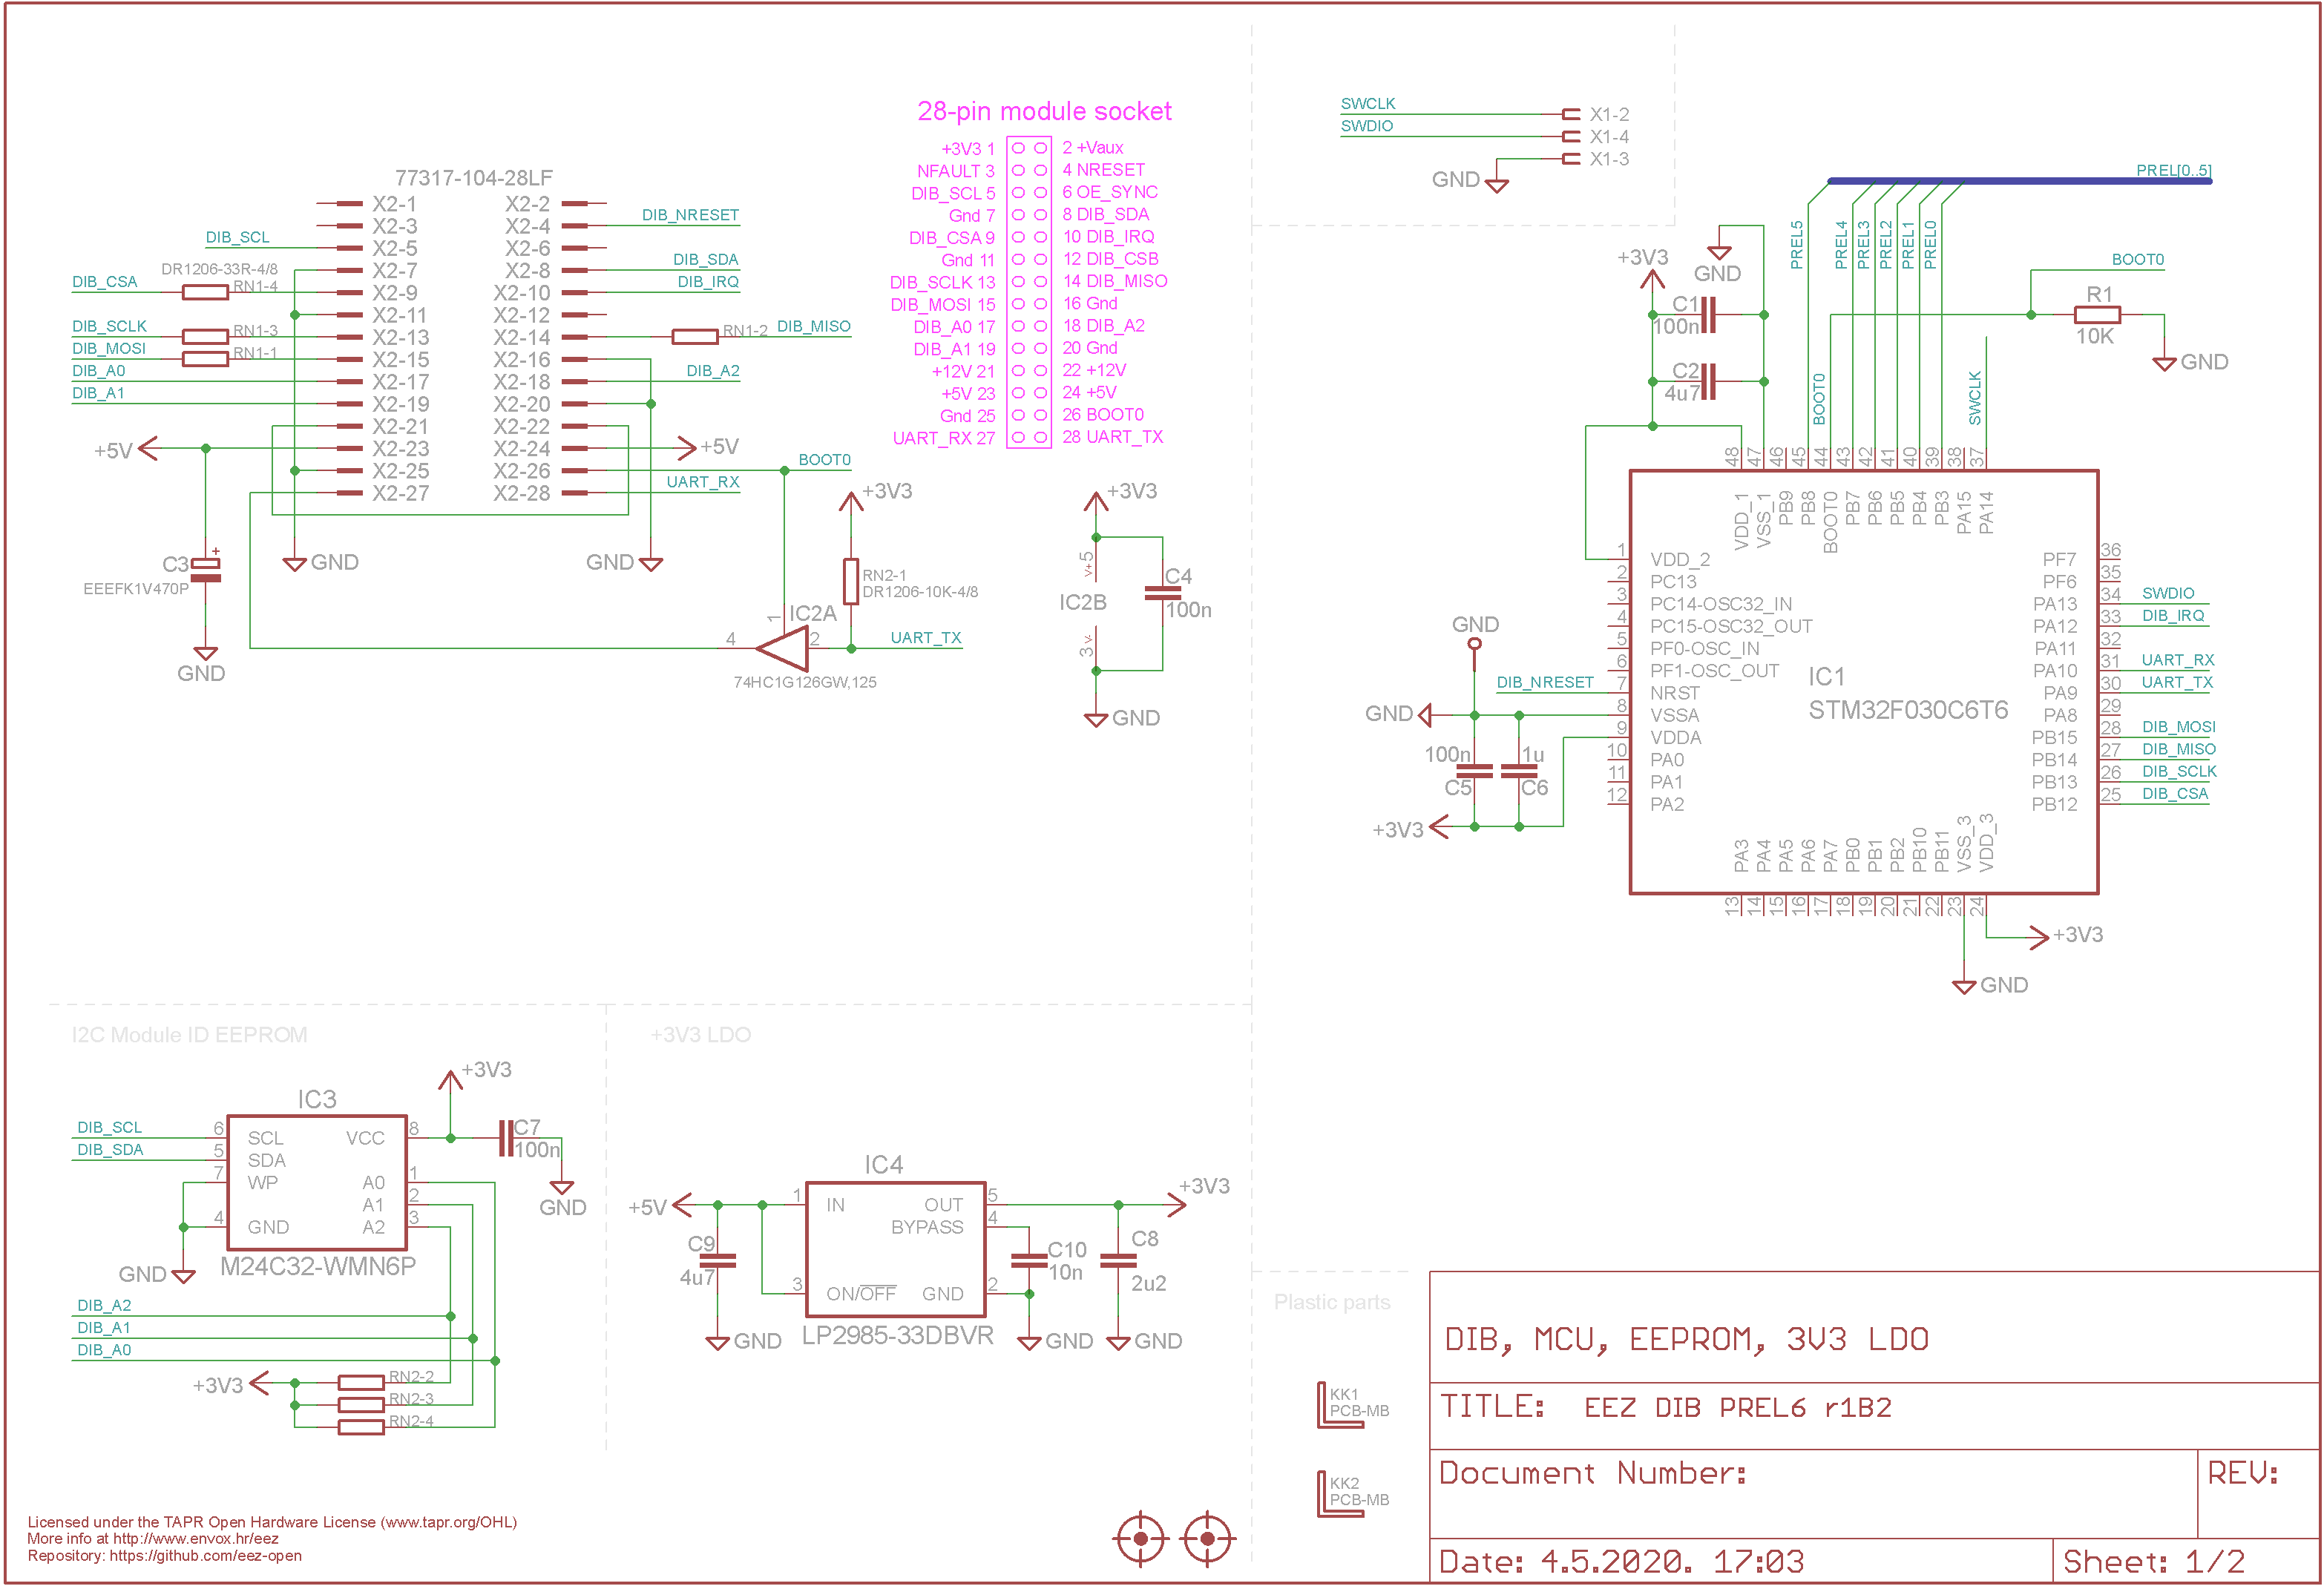 28-pin module socket
+3V3 1 2 +Vaux
NFAULT 3 4 NRESET
DIB_SCL 5 6 OE_SYNC
Gnd 7 8 DIB_SDA
DIB_CSA 9 10 DIB_IRQ
Gnd 11 12 DIB_CSB
DIB_SCLK 13 14 DIB_MISO
DIB_MOSI 15 16 Gnd
DIB_A0 17 18 DIB_A2
DIB_A1 19 20 Gnd
+12V 21 22 +12V
+5V 23 24 +5V
Gnd 25 26 BOOT0
UART_RX 27 28 UART_TX
77317-104-28LF
X2-1 X2-2
X2-3 X2-4 DIB_NRESET
DIB_SCL X2-5 X2-6
DR1206-33R-4/8 X2-7 X2-8 DIB_SDA
DIB_CSA RN1-4 X2-9 X2-10 DIB_IRQ
X2-11 X2-12
DIB_SCLK RN1-3 X2-13 X2-14 RN1-2 DIB_MISO
DIB_MOSI RN1-1 X2-15 X2-16
DIB_A0 X2-17 X2-18 DIB_A2
DIB_A1 X2-19 X2-20
X2-21 X2-22
+5V X2-23 X2-24 +5V
X2-25 X2-26 BOOT0
X2-27 X2-28 UART_RX
+3V3
C3 +
EEEFK1V470P
GND
GND
GND
RN2-1
DR1206-10K-4/8
1 IC2A
4 2 UART_TX
74HC1G126GW,125
+3V3
V+ 5
IC2B
3 V-
C4
100n
GND
SWCLK X1-2
SWDIO X1-4
X1-3
GND
PREL[0..5]
PREL5
PREL4
PREL3
PREL2
PREL1
PREL0
BOOT0
R1
10K
GND
+3V3
GND
C1
100n
C2
4u7
BOOT0
SWCLK
48 47 46 45 44 43 42 41 40 39 38 37
VDD_1 VSS_1 PB9 PB8 BOOT0 PB7 PB6 PB5 PB4 PB3 PA15 PA14
1 VDD_2 PF7 36
2 PC13 PF6 35
3 PC14-OSC32_IN PA13 34 SWDIO
4 PC15-OSC32_OUT PA12 33 DIB_IRQ
5 PF0-OSC_IN PA11 32
6 PF1-OSC_OUT PA10 31 UART_RX
DIB_NRESET 7 NRST PA9 30 UART_TX
8 VSSA PA8 29
9 VDDA PB15 28 DIB_MOSI
10 PA0 PB14 27 DIB_MISO
11 PA1 PB13 26 DIB_SCLK
12 PA2 PB12 25 DIB_CSA
IC1
STM32F030C6T6
PA3 PA4 PA5 PA6 PA7 PB0 PB1 PB2 PB10 PB11 VSS_3 VDD_3
13 14 15 16 17 18 19 20 21 22 23 24
GND
GND
100n 1u
C5 C6
+3V3
+3V3
GND
I2C Module ID EEPROM
+3V3
IC3
DIB_SCL 6 SCL VCC 8
DIB_SDA 5 SDA
7 WP A0 1
A1 2
4 GND A2 3
C7
100n
GND
GND
M24C32-WMN6P
DIB_A2
DIB_A1
DIB_A0
+3V3
RN2-2
RN2-3
RN2-4
+3V3 LDO
IC4
+5V 1 IN OUT 5 +3V3
BYPASS 4
3 ON/OFF GND 2
C9
4u7
C10
10n
C8
2u2
GND GND GND
LP2985-33DBVR
Plastic parts
KK1
PCB-MB
KK2
PCB-MB
DIB, MCU, EEPROM, 3V3 LDO
TITLE: EEZ DIB PREL6 r1B2
Document Number: REV:
Date: 4.5.2020. 17:03 Sheet: 1/2
Licensed under the TAPR Open Hardware License (www.tapr.org/OHL)
More info at http://www.envox.hr/eez
Repository: https://github.com/eez-open